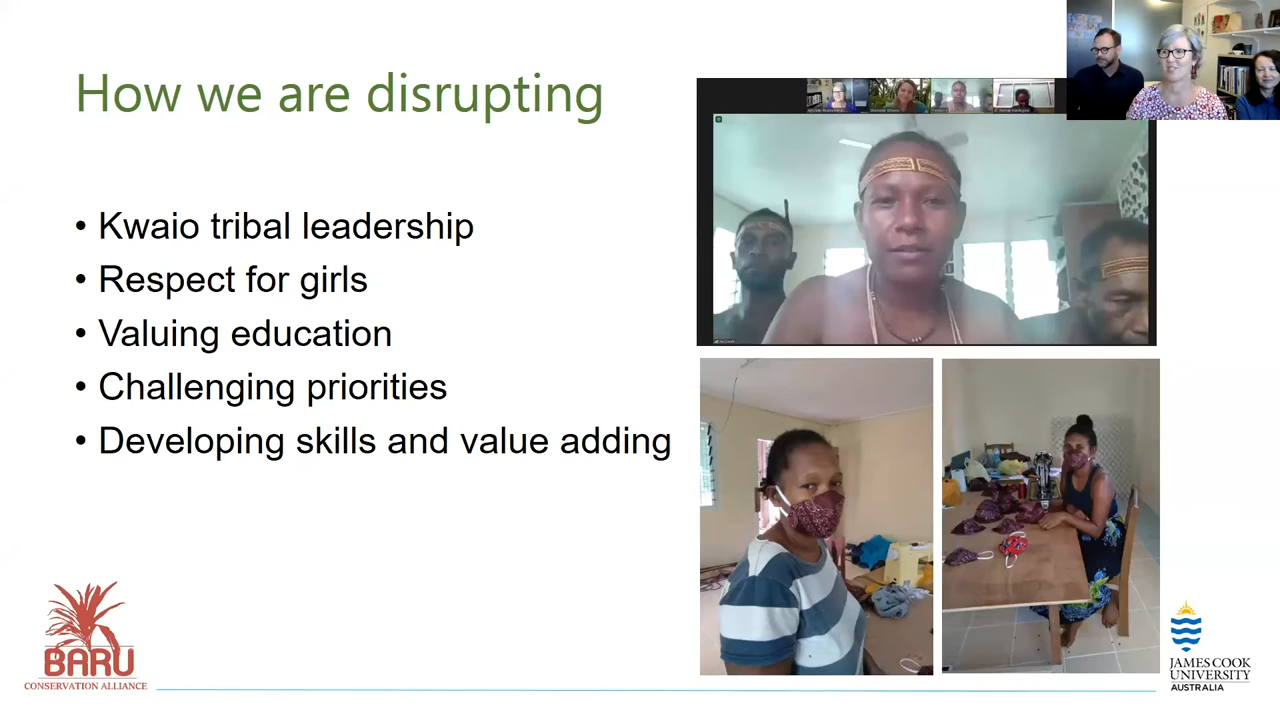 How we are disrupting
• Kwaio tribal leadership
• Respect for girls
• Valuing education
• Challenging priorities
• Developing skills and value adding
BARU
CONSERVATION ALLIANCE
JAMES COOK
UNIVERSITY
AUSTRALIA